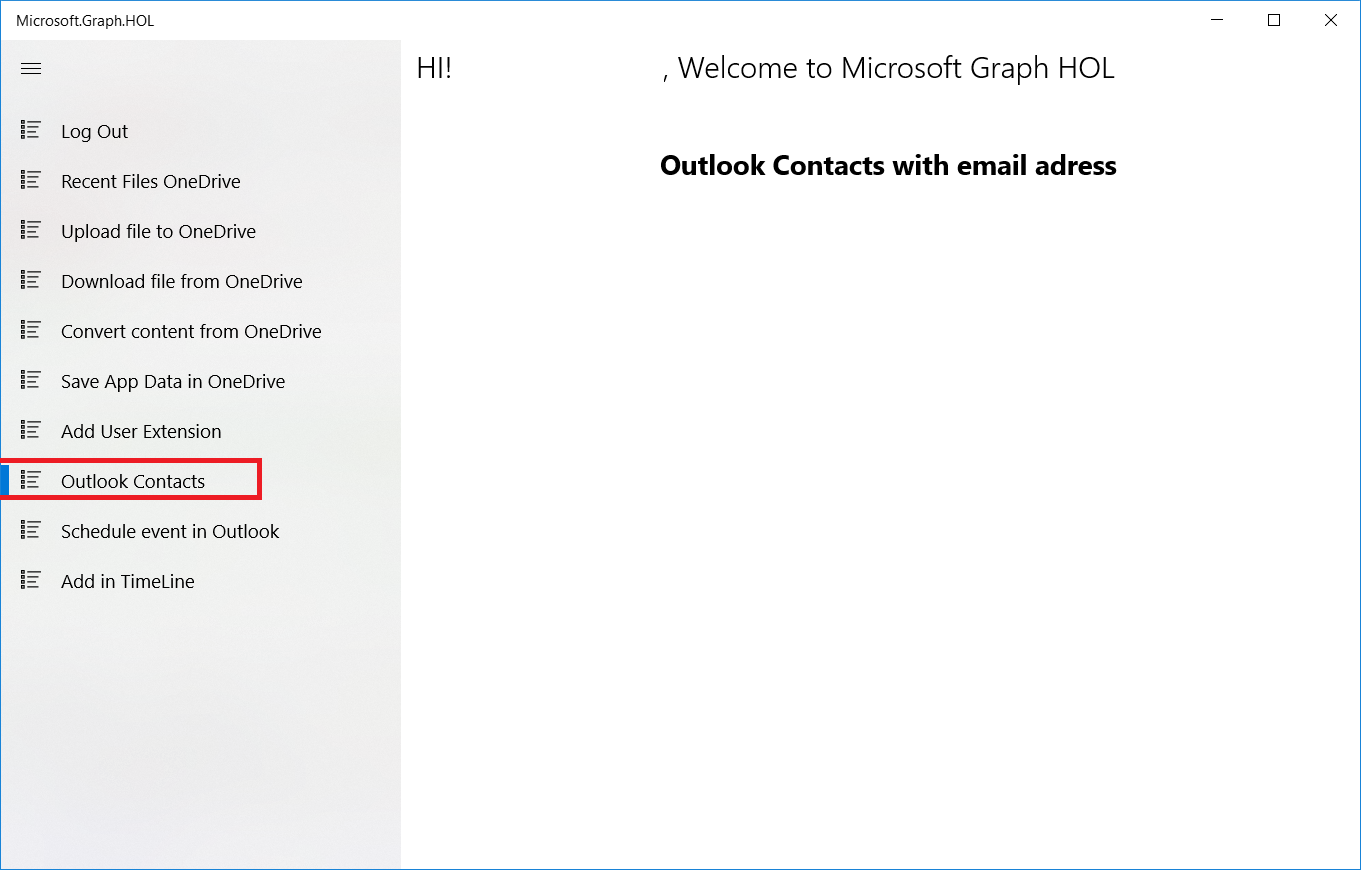 Microsoft.Graph.HOL
HI! , Welcome to Microsoft Graph HOL
Log Out
Recent Files OneDrive
Upload file to OneDrive
Download file from OneDrive
Convert content from OneDrive
Save App Data in OneDrive
Add User Extension
Outlook Contacts
Schedule event in Outlook
Add in TimeLine
Outlook Contacts with email adress